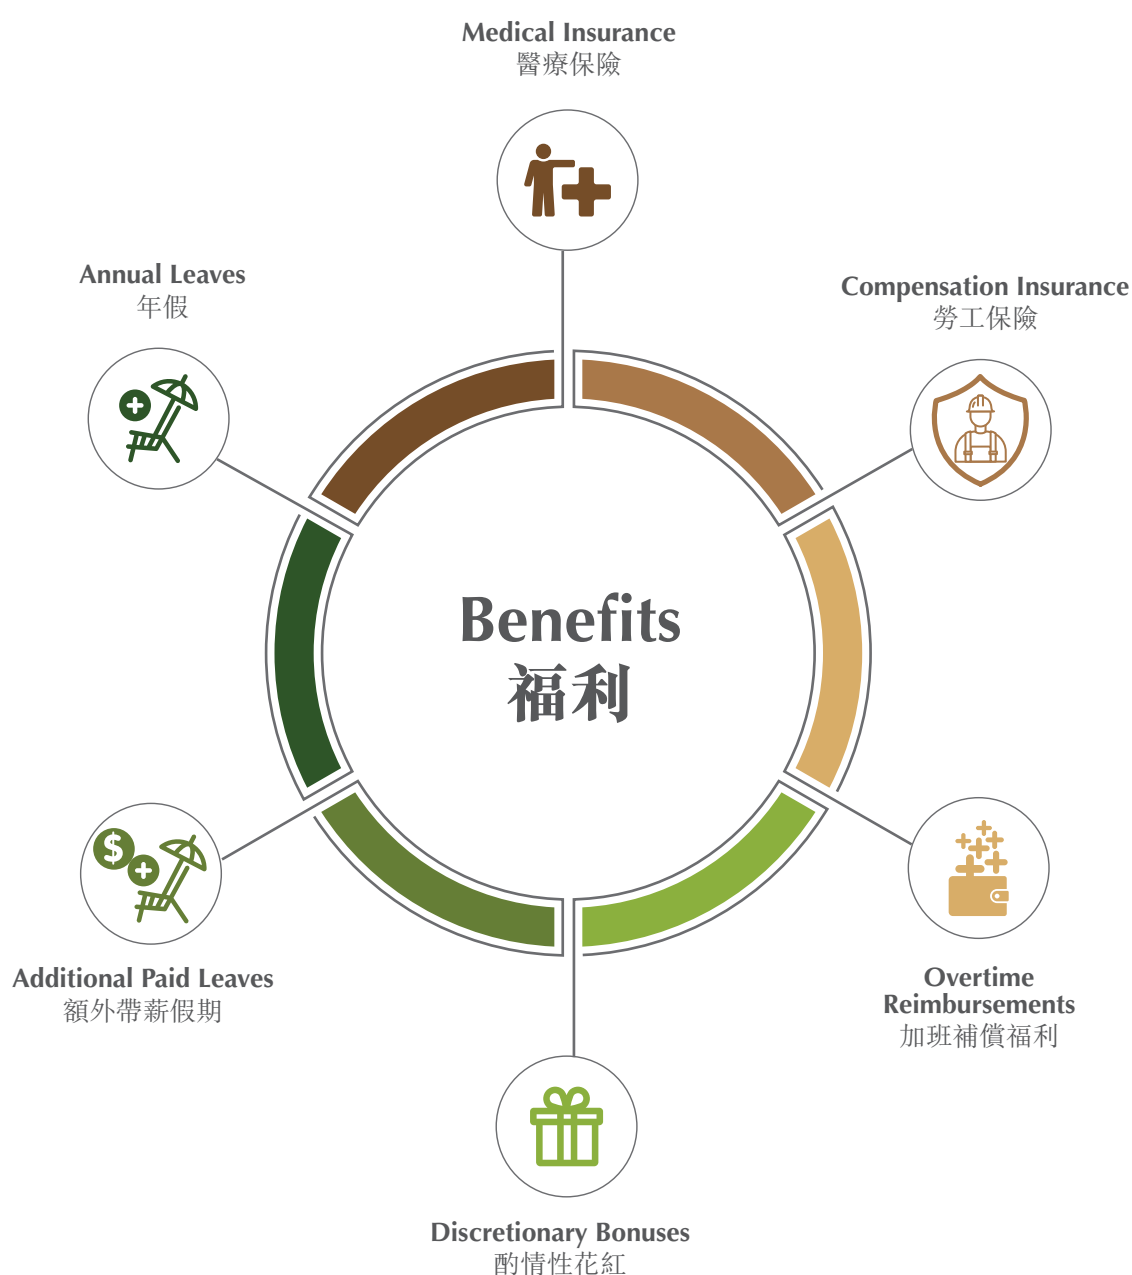 Medical Insurance
醫療保險
Annual Leaves
年假
Compensation Insurance
勞工保險
Benefits
福利
Additional Paid Leaves
額外帶薪假期
Overtime
Reimbursements
加班補償福利
$
Discretionary Bonuses
酌情性花紅